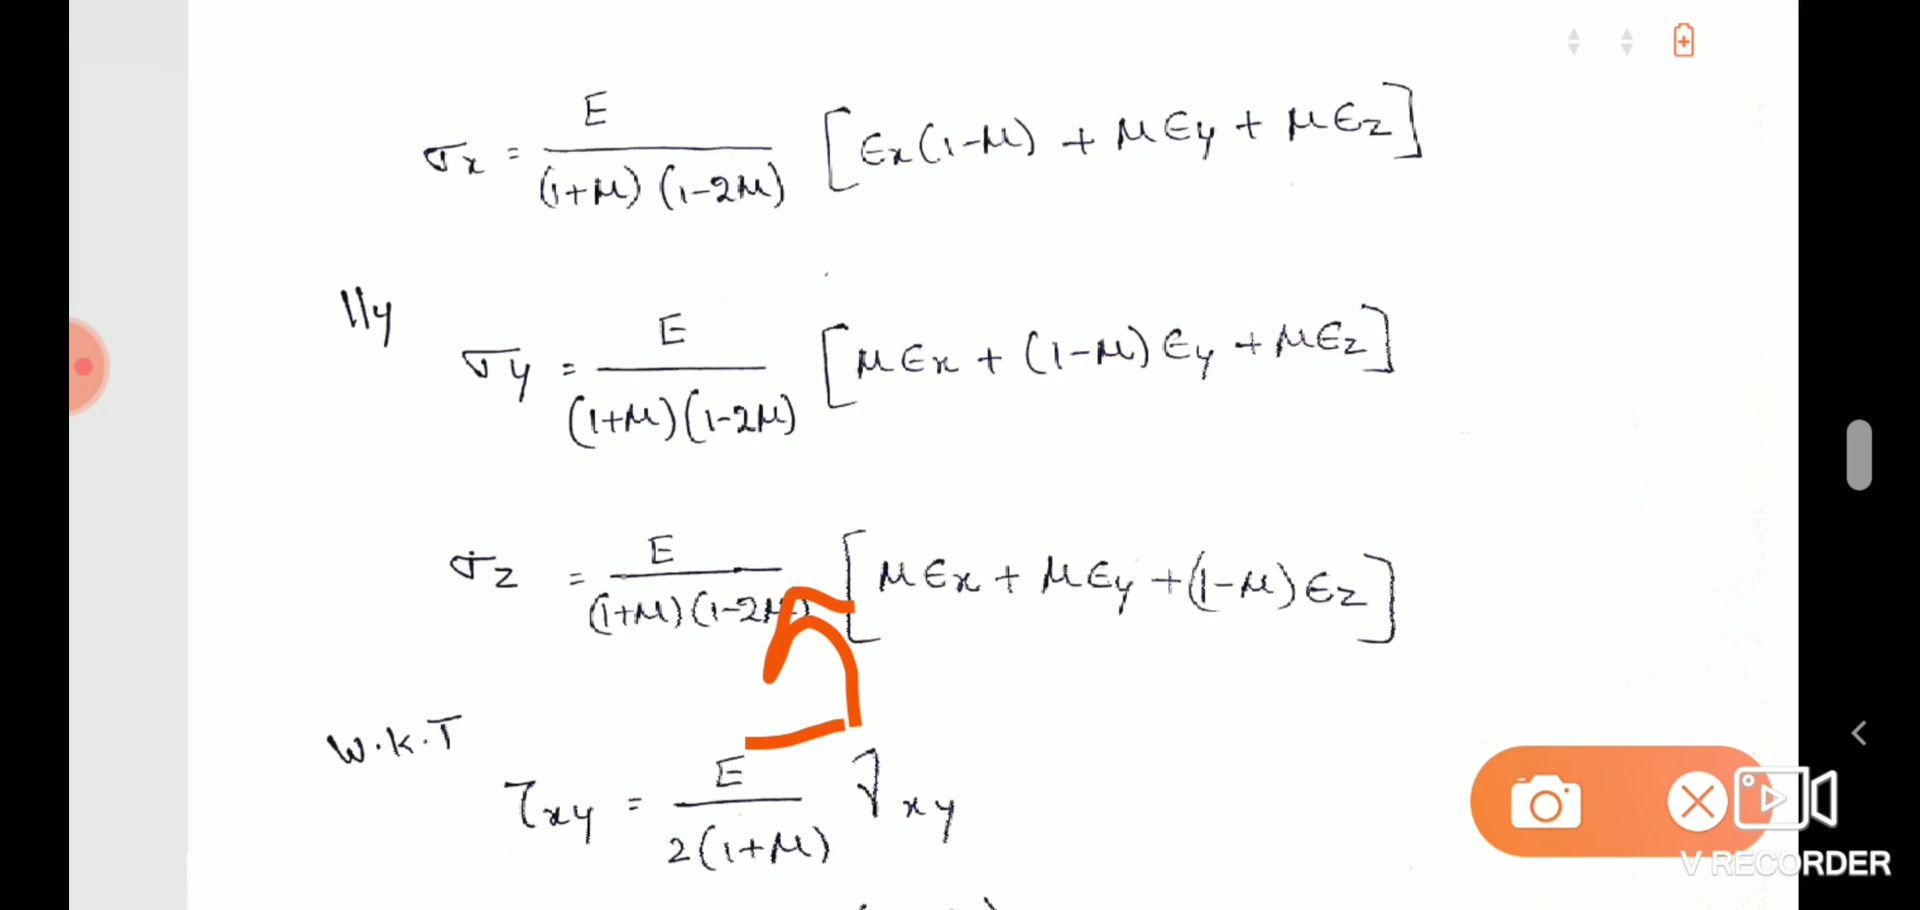 σx = E / (1+μ)(1-2μ) [εx(1-μ) + μεy + μεz]
llly
σy = E / (1+μ)(1-2μ) [μεx + (1-μ)εy + μεz]
σz = E / (1+μ)(1-2μ) [μεx + μεy + (1-μ)εz]
W.K.T
τxy = E / 2(1+μ) γxy
V RECORDER